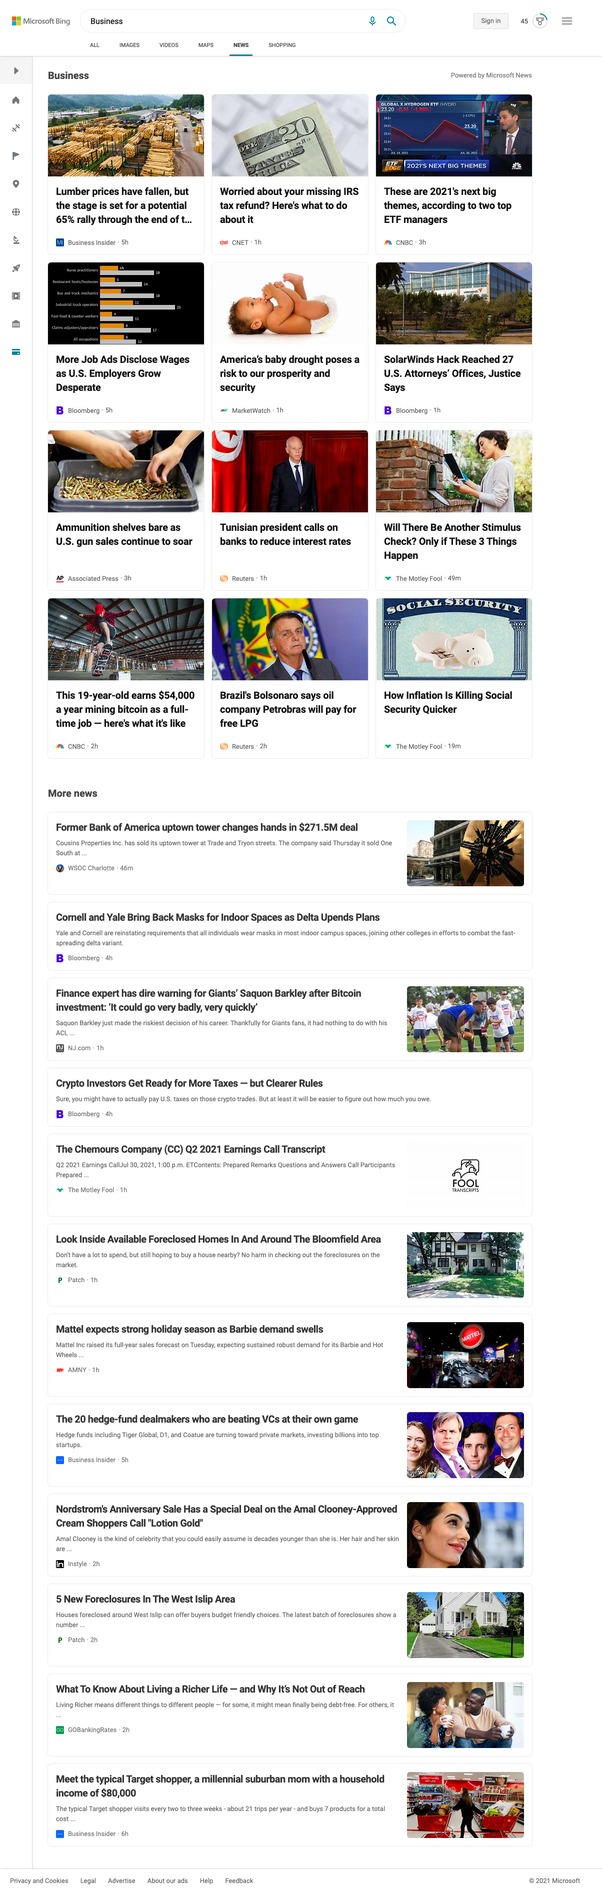 Microsoft Bing
Business
Sign in
45
ALL IMAGES VIDEOS MAPS NEWS SHOPPING
Business
Powered by Microsoft News
Lumber prices have fallen, but
the stage is set for a potential
65% rally through the end of t...
Business Insider · 5h
Worried about your missing IRS
tax refund? Here's what to do
about it
CNET · 1h
GLOBAL X HYDROGEN ETF
23.20
23.20
ETF EDGE
2021'S NEXT BIG THEMES
These are 2021's next big
themes, according to two top
ETF managers
CNBC · 3h
Nurse practitioners
Restaurant hosts/hostesses
Bus and truck mechanics
Industrial truck operators
Fast-food & counter workers
Claims adjusters/appraisers
All occupations
More Job Ads Disclose Wages
as U.S. Employers Grow
Desperate
Bloomberg · 5h
America's baby drought poses a
risk to our prosperity and
security
MarketWatch · 1h
SolarWinds Hack Reached 27
U.S. Attorneys' Offices, Justice
Says
Bloomberg · 1h
Ammunition shelves bare as
U.S. gun sales continue to soar
AP
Associated Press · 3h
Tunisian president calls on
banks to reduce interest rates
Reuters · 1h
Will There Be Another Stimulus
Check? Only if These 3 Things
Happen
The Motley Fool · 49m
This 19-year-old earns $54,000
a year mining bitcoin as a full-
time job — here's what it's like
CNBC · 2h
Brazil's Bolsonaro says oil
company Petrobras will pay for
free LPG
Reuters · 2h
SOCIAL SECURITY
How Inflation Is Killing Social
Security Quicker
The Motley Fool · 19m
More news
Former Bank of America uptown tower changes hands in $271.5M deal
Cousins Properties Inc. has sold its uptown tower at Trade and Tryon streets. The company said Thursday it sold One
South at ...
WSOC Charlotte · 46m
Cornell and Yale Bring Back Masks for Indoor Spaces as Delta Upends Plans
Yale and Cornell are reinstating requirements that all individuals wear masks in most indoor campus spaces, joining other colleges in efforts to combat the fast-
spreading delta variant.
Bloomberg · 4h
Finance expert has dire warning for Giants' Saquon Barkley after Bitcoin
investment: 'It could go very badly, very quickly'
Saquon Barkley just made the riskiest decision of his career. Thankfully for Giants fans, it had nothing to do with his
ACL ...
NJ.com · 1h
Crypto Investors Get Ready for More Taxes — but Clearer Rules
Sure, you might have to actually pay U.S. taxes on those crypto trades. But at least it will be easier to figure out how much you owe.
Bloomberg · 4h
The Chemours Company (CC) Q2 2021 Earnings Call Transcript
Q2 2021 Earnings CallJul 30, 2021, 1:00 p.m. ETContents: Prepared Remarks Questions and Answers Call Participants
Prepared ...
The Motley Fool · 1h
FOOL
TRANSCRIPTS
Look Inside Available Foreclosed Homes In And Around The Bloomfield Area
Don't have a lot to spend, but still hoping to buy a house nearby? No harm in checking out the foreclosures on the
market.
Patch · 1h
Mattel expects strong holiday season as Barbie demand swells
Mattel Inc raised its full-year sales forecast on Tuesday, expecting sustained robust demand for its Barbie and Hot
Wheels ...
AMNY · 1h
MATTEL
The 20 hedge-fund dealmakers who are beating VCs at their own game
Hedge funds including Tiger Global, D1, and Coatue are turning toward private markets, investing billions into top
startups.
Business Insider · 5h
Nordstrom's Anniversary Sale Has a Special Deal on the Amal Clooney-Approved
Cream Shoppers Call "Lotion Gold"
Amal Clooney is the kind of celebrity that you could easily assume is decades younger than she is. Her hair and her skin
are ...
Instyle · 2h
5 New Foreclosures In The West Islip Area
Houses foreclosed around West Islip can offer buyers budget friendly choices. The latest batch of foreclosures show a
number ...
Patch · 2h
What To Know About Living a Richer Life — and Why It's Not Out of Reach
Living Richer means different things to different people — for some, it might mean finally being debt-free. For others, it
...
GOBankingRates · 2h
Meet the typical Target shopper, a millennial suburban mom with a household
income of $80,000
The typical Target shopper visits every two to three weeks - about 21 trips per year - and buys 7 products for a total
cost ...
Business Insider · 6h
Privacy and Cookies Legal Advertise About our ads Help Feedback
© 2021 Microsoft